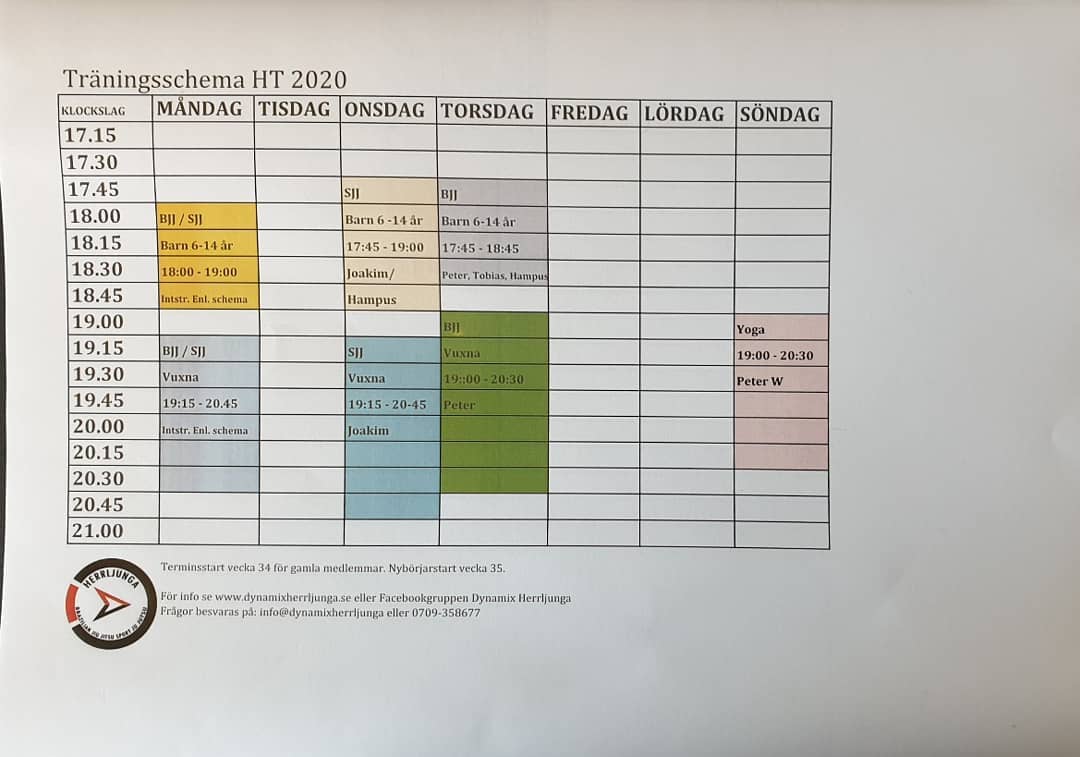 Träningsschema HT 2020
KLOCKSLAG MÅNDAG TISDAG ONSDAG TORSDAG FREDAG LÖRDAG SÖNDAG
17.15
17.30
17.45 SJJ BJJ
18.00 BJJ / SJJ Barn 6 -14 år Barn 6-14 år
18.15 Barn 6-14 år 17:45 - 19:00 17:45 - 18:45
18.30 18:00 - 19:00 Joakim/ Peter, Tobias, Hampus
18.45 Intstr. Enl. schema Hampus
19.00 BJJ Yoga
19.15 BJJ / SJJ SJJ Vuxna 19:00 - 20:30
19.30 Vuxna Vuxna 19::00 - 20:30 Peter W
19.45 19:15 - 20.45 19:15 - 20-45 Peter
20.00 Intstr. Enl. schema Joakim
20.15
20.30
20.45
21.00
Terminsstart vecka 34 för gamla medlemmar. Nybörjarstart vecka 35.
För info se www.dynamixherrljunga.se eller Facebookgruppen Dynamix Herrljunga
Frågor besvaras på: info@dynamixherrljunga eller 0709-358677
HERRLJUNGA
BRAZILIAN JIU JITSU SPORT JU JUTSU